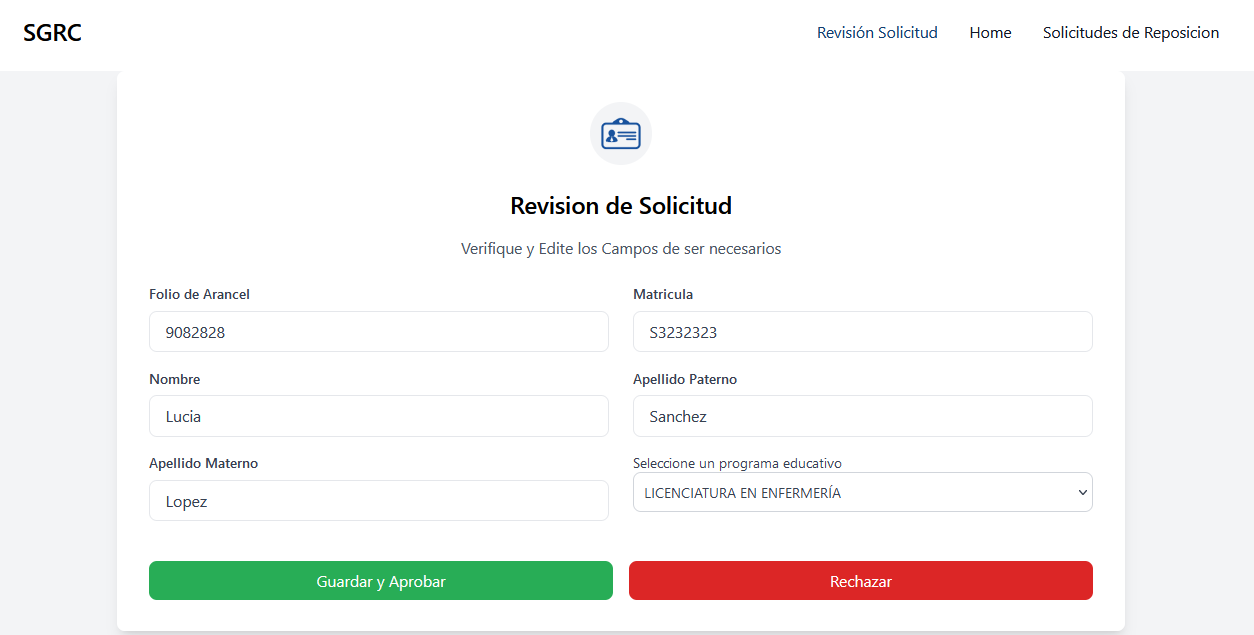 SGRC
Revisión Solicitud Home Solicitudes de Reposicion
Revision de Solicitud
Verifique y Edite los Campos de ser necesarios
Folio de Arancel Matricula
9082828 S3232323
Nombre Apellido Paterno
Lucia Sanchez
Apellido Materno Seleccione un programa educativo
Lopez LICENCIATURA EN ENFERMERÍA
Guardar y Aprobar Rechazar